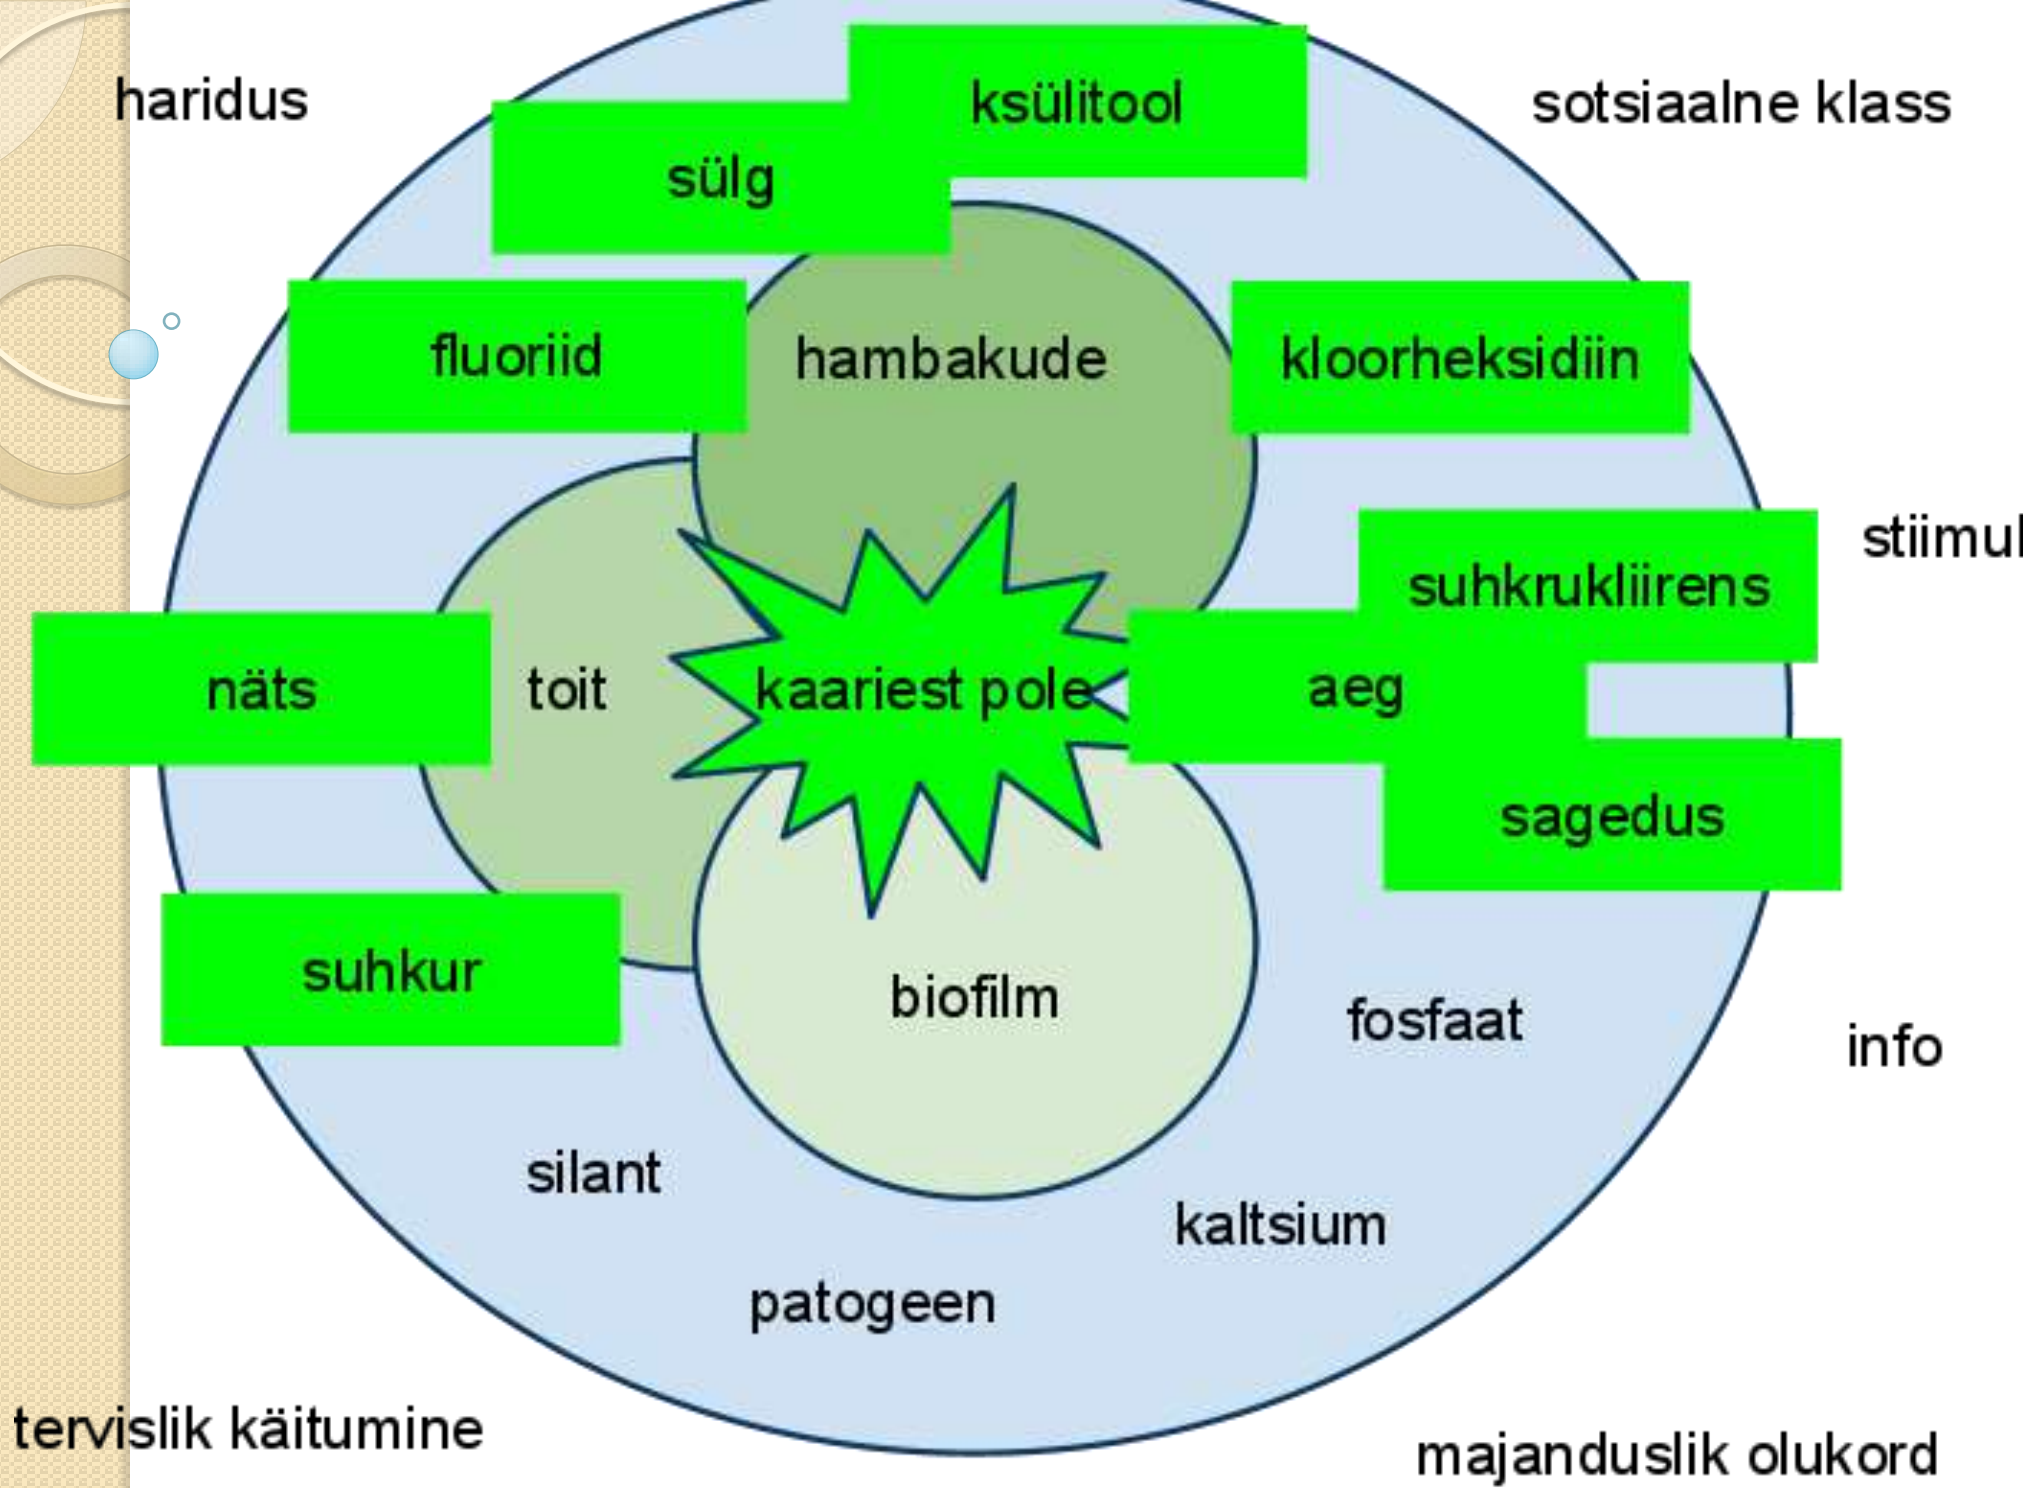 haridus
ksülitool
sotsiaalne klass
sülg
fluoriid
hambakude
kloorheksidiin
stiimul
suhkrukliirens
näts
toit
kaariest pole
aeg
sagedus
suhkur
biofilm
fosfaat
info
silant
kaltsium
patogeen
tervislik käitumine
majanduslik olukord